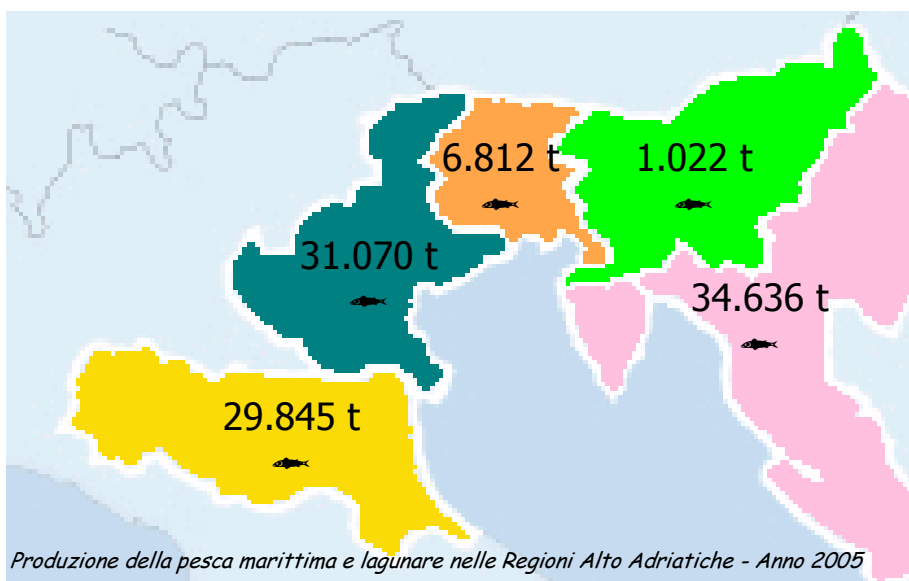 6.812 t
1.022 t
31.070 t
34.636 t
29.845 t
Produzione della pesca marittima e lagunare nelle Regioni Alto Adriatiche - Anno 2005